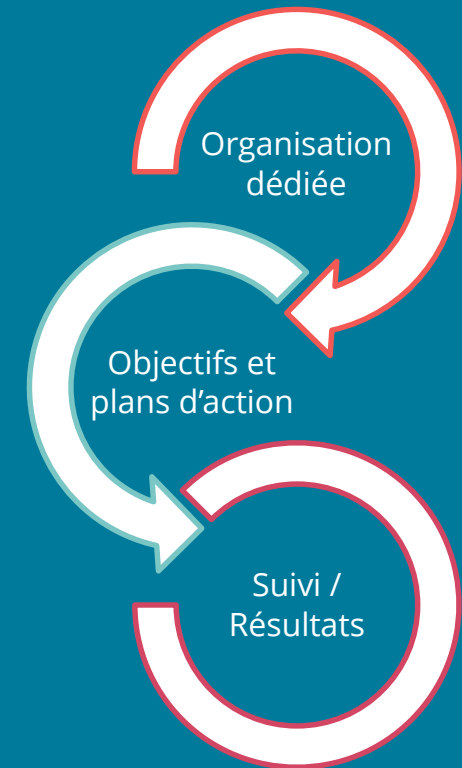 Organisation
dédiée
Objectifs et
plans d’action
Suivi /
Résultats